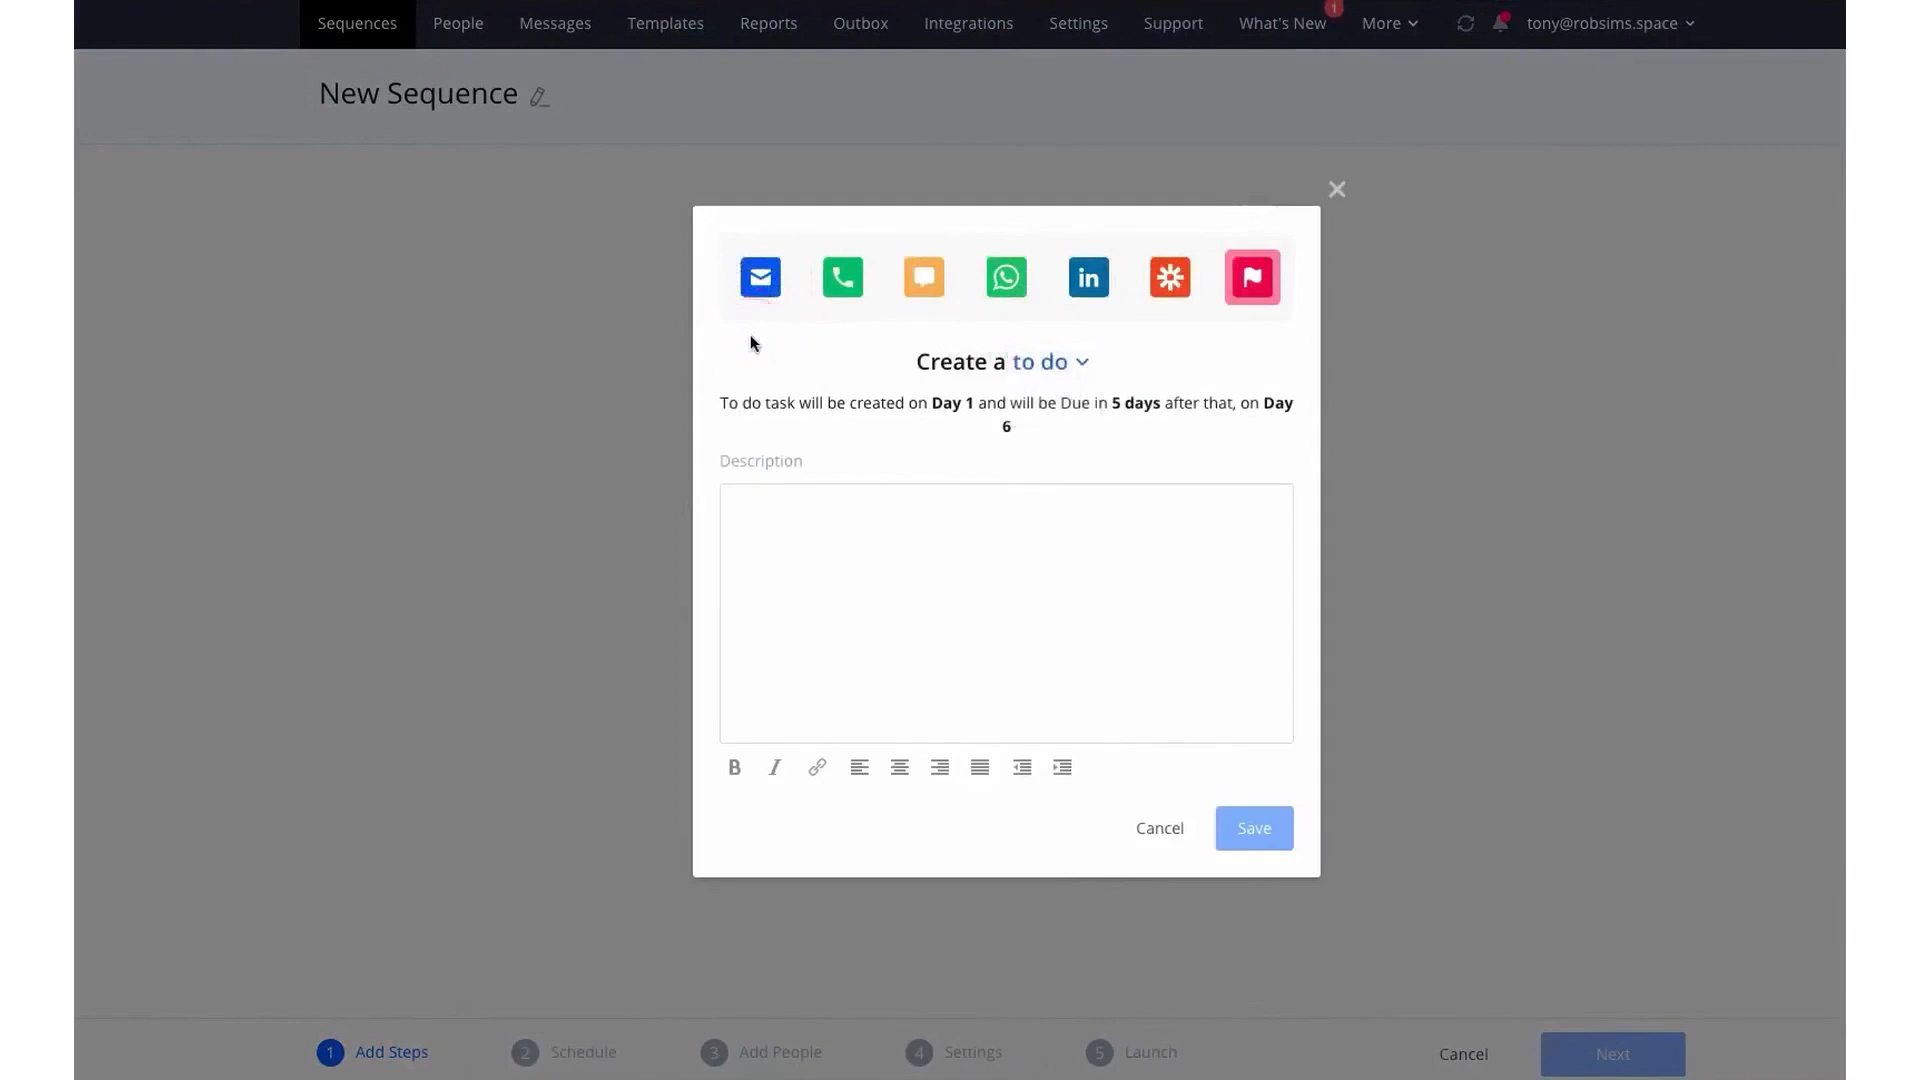 Sequences People Messages Templates Reports Outbox Integrations Settings Support What's New 1 More tony@robsims.space
New Sequence
in
Create a to do
To do task will be created on Day 1 and will be Due in 5 days after that, on Day
6
Description
B I
Cancel Save
1 Add Steps 2 Schedule 3 Add People 4 Settings 5 Launch Cancel Next